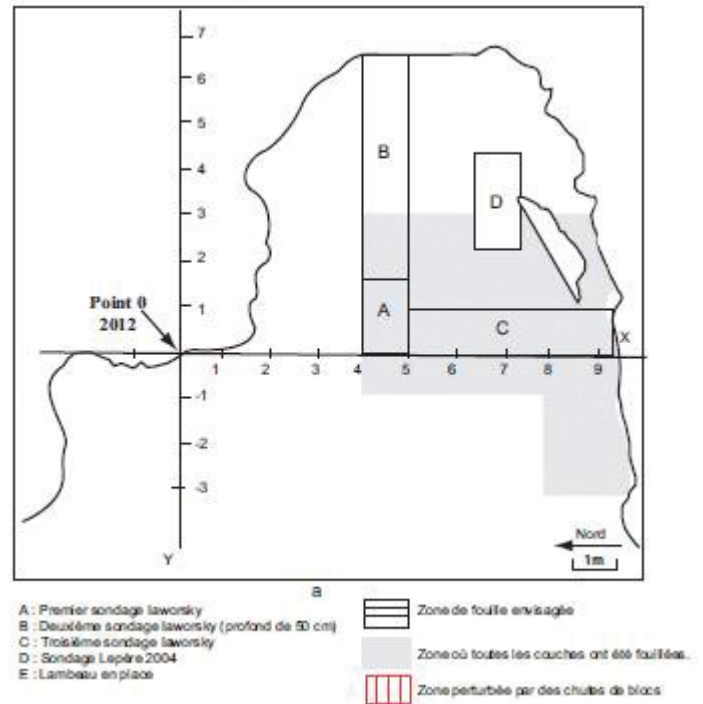 7
6
5
4
3
2
1
B
D
A
C
Point 0
2012
X
1 2 3 4 5 6 7 8 9
-1
-2
-3
Y
Nord
1m
a
A : Premier sondage Iaworsky
B : Deuxième sondage Iaworsky (profond de 50 cm)
C : Troisième sondage Iaworsky
D : Sondage Lepère 2004
E : Lambeau en place
Zone de fouille envisagée
Zone où toutes les couches ont été fouillées.
Zone perturbée par des chutes de blocs